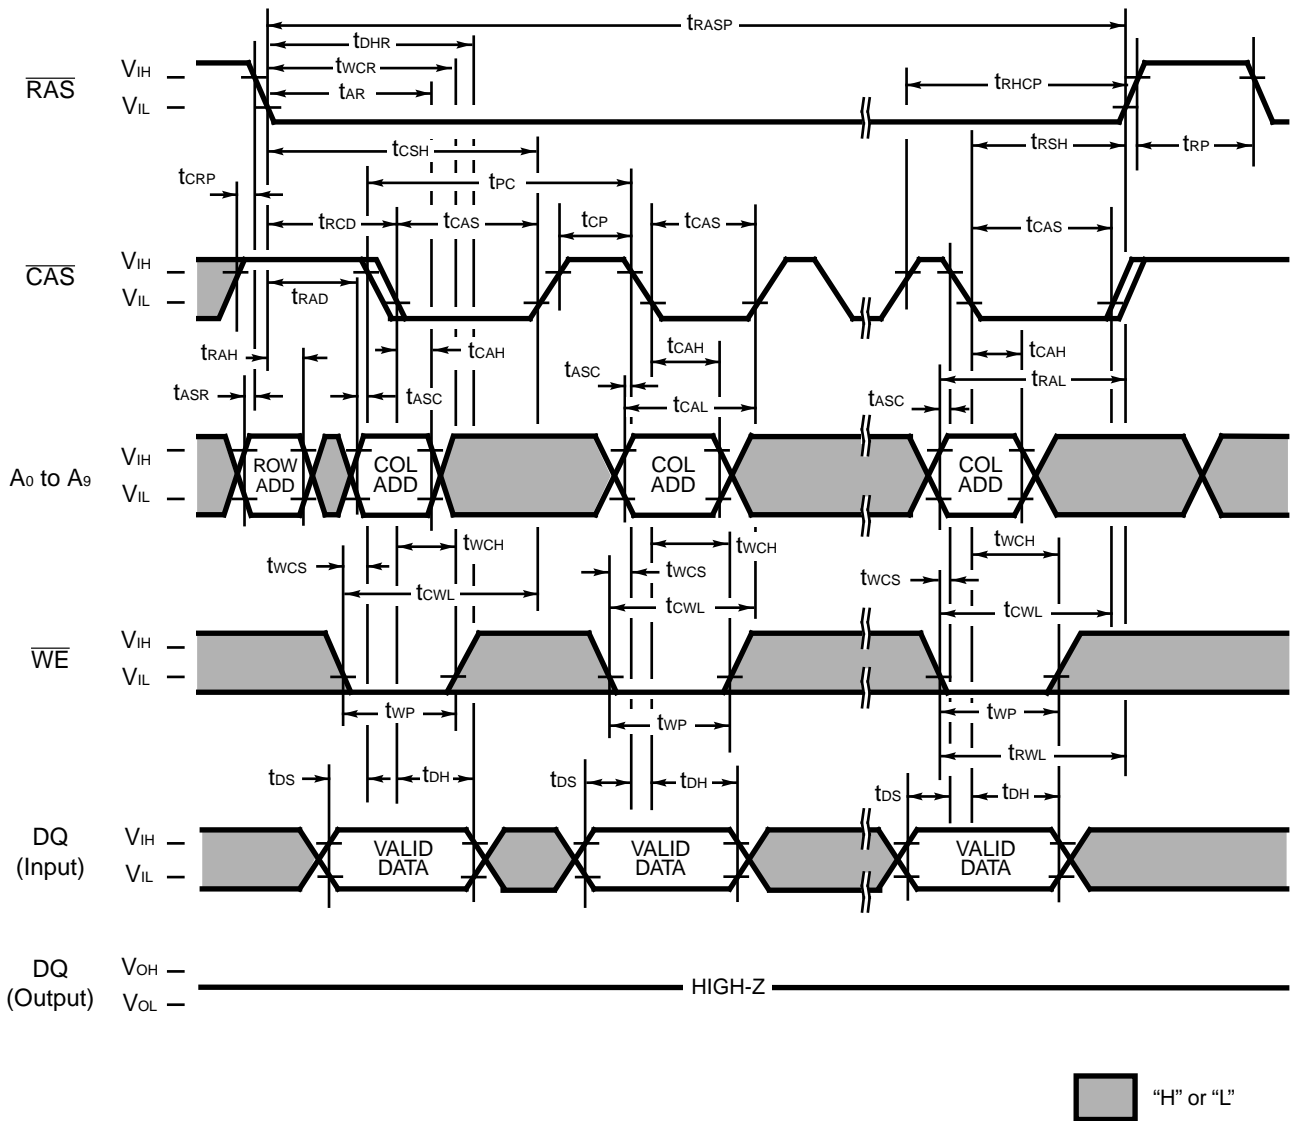 tRASP
tDHR
tWCR
tAR
tRHCP
RAS
VIH
VIL
tCSH
tRSH
tRP
tCRP
tPC
tRCD
tCAS
tCP
tCAS
tCAS
CAS
VIH
VIL
tRAD
tRAH
tCAH
tCAH
tCAH
tASR
tASC
tASC
tCAL
tASC
tRAL
A0 to A9
VIH
VIL
ROW
ADD
COL
ADD
COL
ADD
COL
ADD
tWCH
tWCH
tWCH
tWCS
tWCS
tWCS
tCWL
tCWL
tCWL
WE
VIH
VIL
tWP
tWP
tWP
tRWL
tDS
tDH
tDS
tDH
tDS
tDH
DQ
(Input)
VIH
VIL
VALID
DATA
VALID
DATA
VALID
DATA
DQ
(Output)
VOH
VOL
HIGH-Z
“H” or “L”